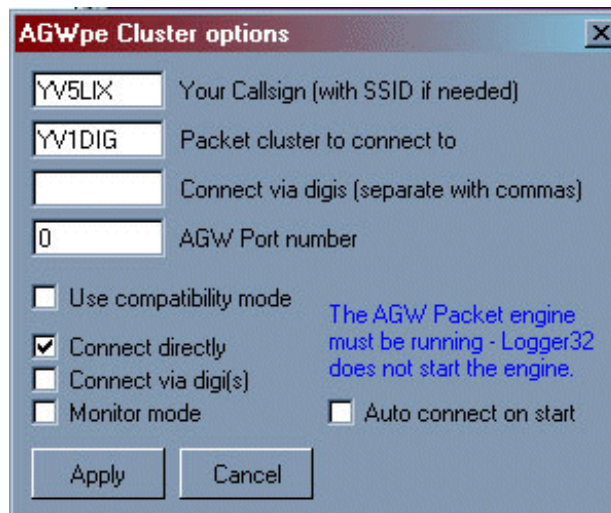 AGWpe Cluster options
YV5LIX Your Callsign (with SSID if needed)
YV1DIG Packet cluster to connect to
Connect via digis (separate with commas)
0 AGW Port number
Use compatibility mode
The AGW Packet engine
must be running - Logger32
does not start the engine.
Connect directly
Connect via digi(s)
Monitor mode
Auto connect on start
Apply Cancel